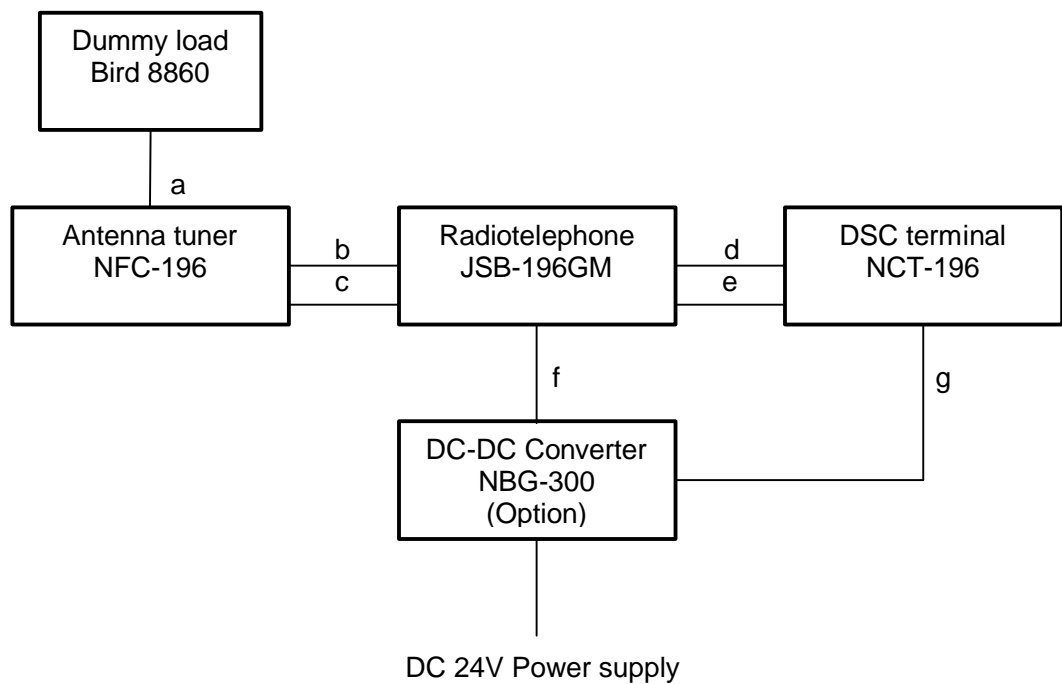 Dummy load
Bird 8860
a
Antenna tuner
NFC-196
b
c
Radiotelephone
JSB-196GM
d
e
DSC terminal
NCT-196
f
g
DC-DC Converter
NBG-300
(Option)
DC 24V Power supply